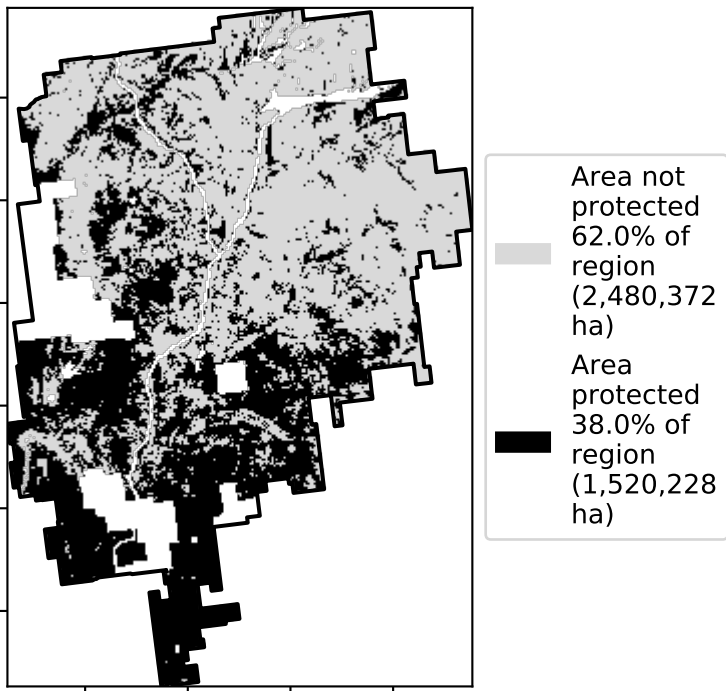 Area not
protected
62.0% of
region
(2,480,372
ha)
Area
protected
38.0% of
region
(1,520,228
ha)